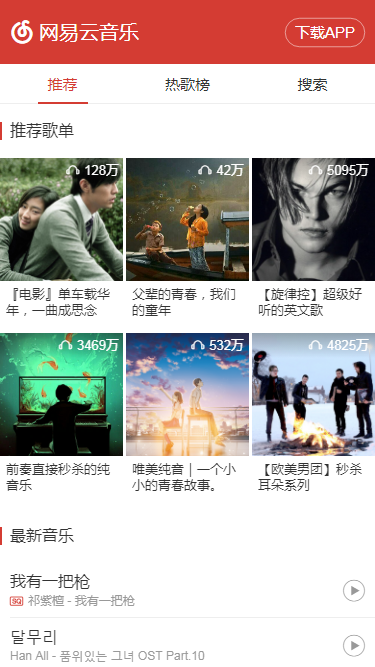 网易云音乐
下载APP
推荐 热歌榜 搜索
推荐歌单
128万 42万 5095万
『电影』单车载华
年，一曲成思念
父辈的青春，我们
的童年
【旋律控】超级好
听的英文歌
3469万 532万 4825万
前奏直接秒杀的纯
音乐
唯美纯音｜一个小
小的青春故事。
【欧美男团】秒杀
耳朵系列
最新音乐
我有一把枪
SQ 祁紫檀 - 我有一把枪
달무리
Han All - 품위있는 그녀 OST Part.10